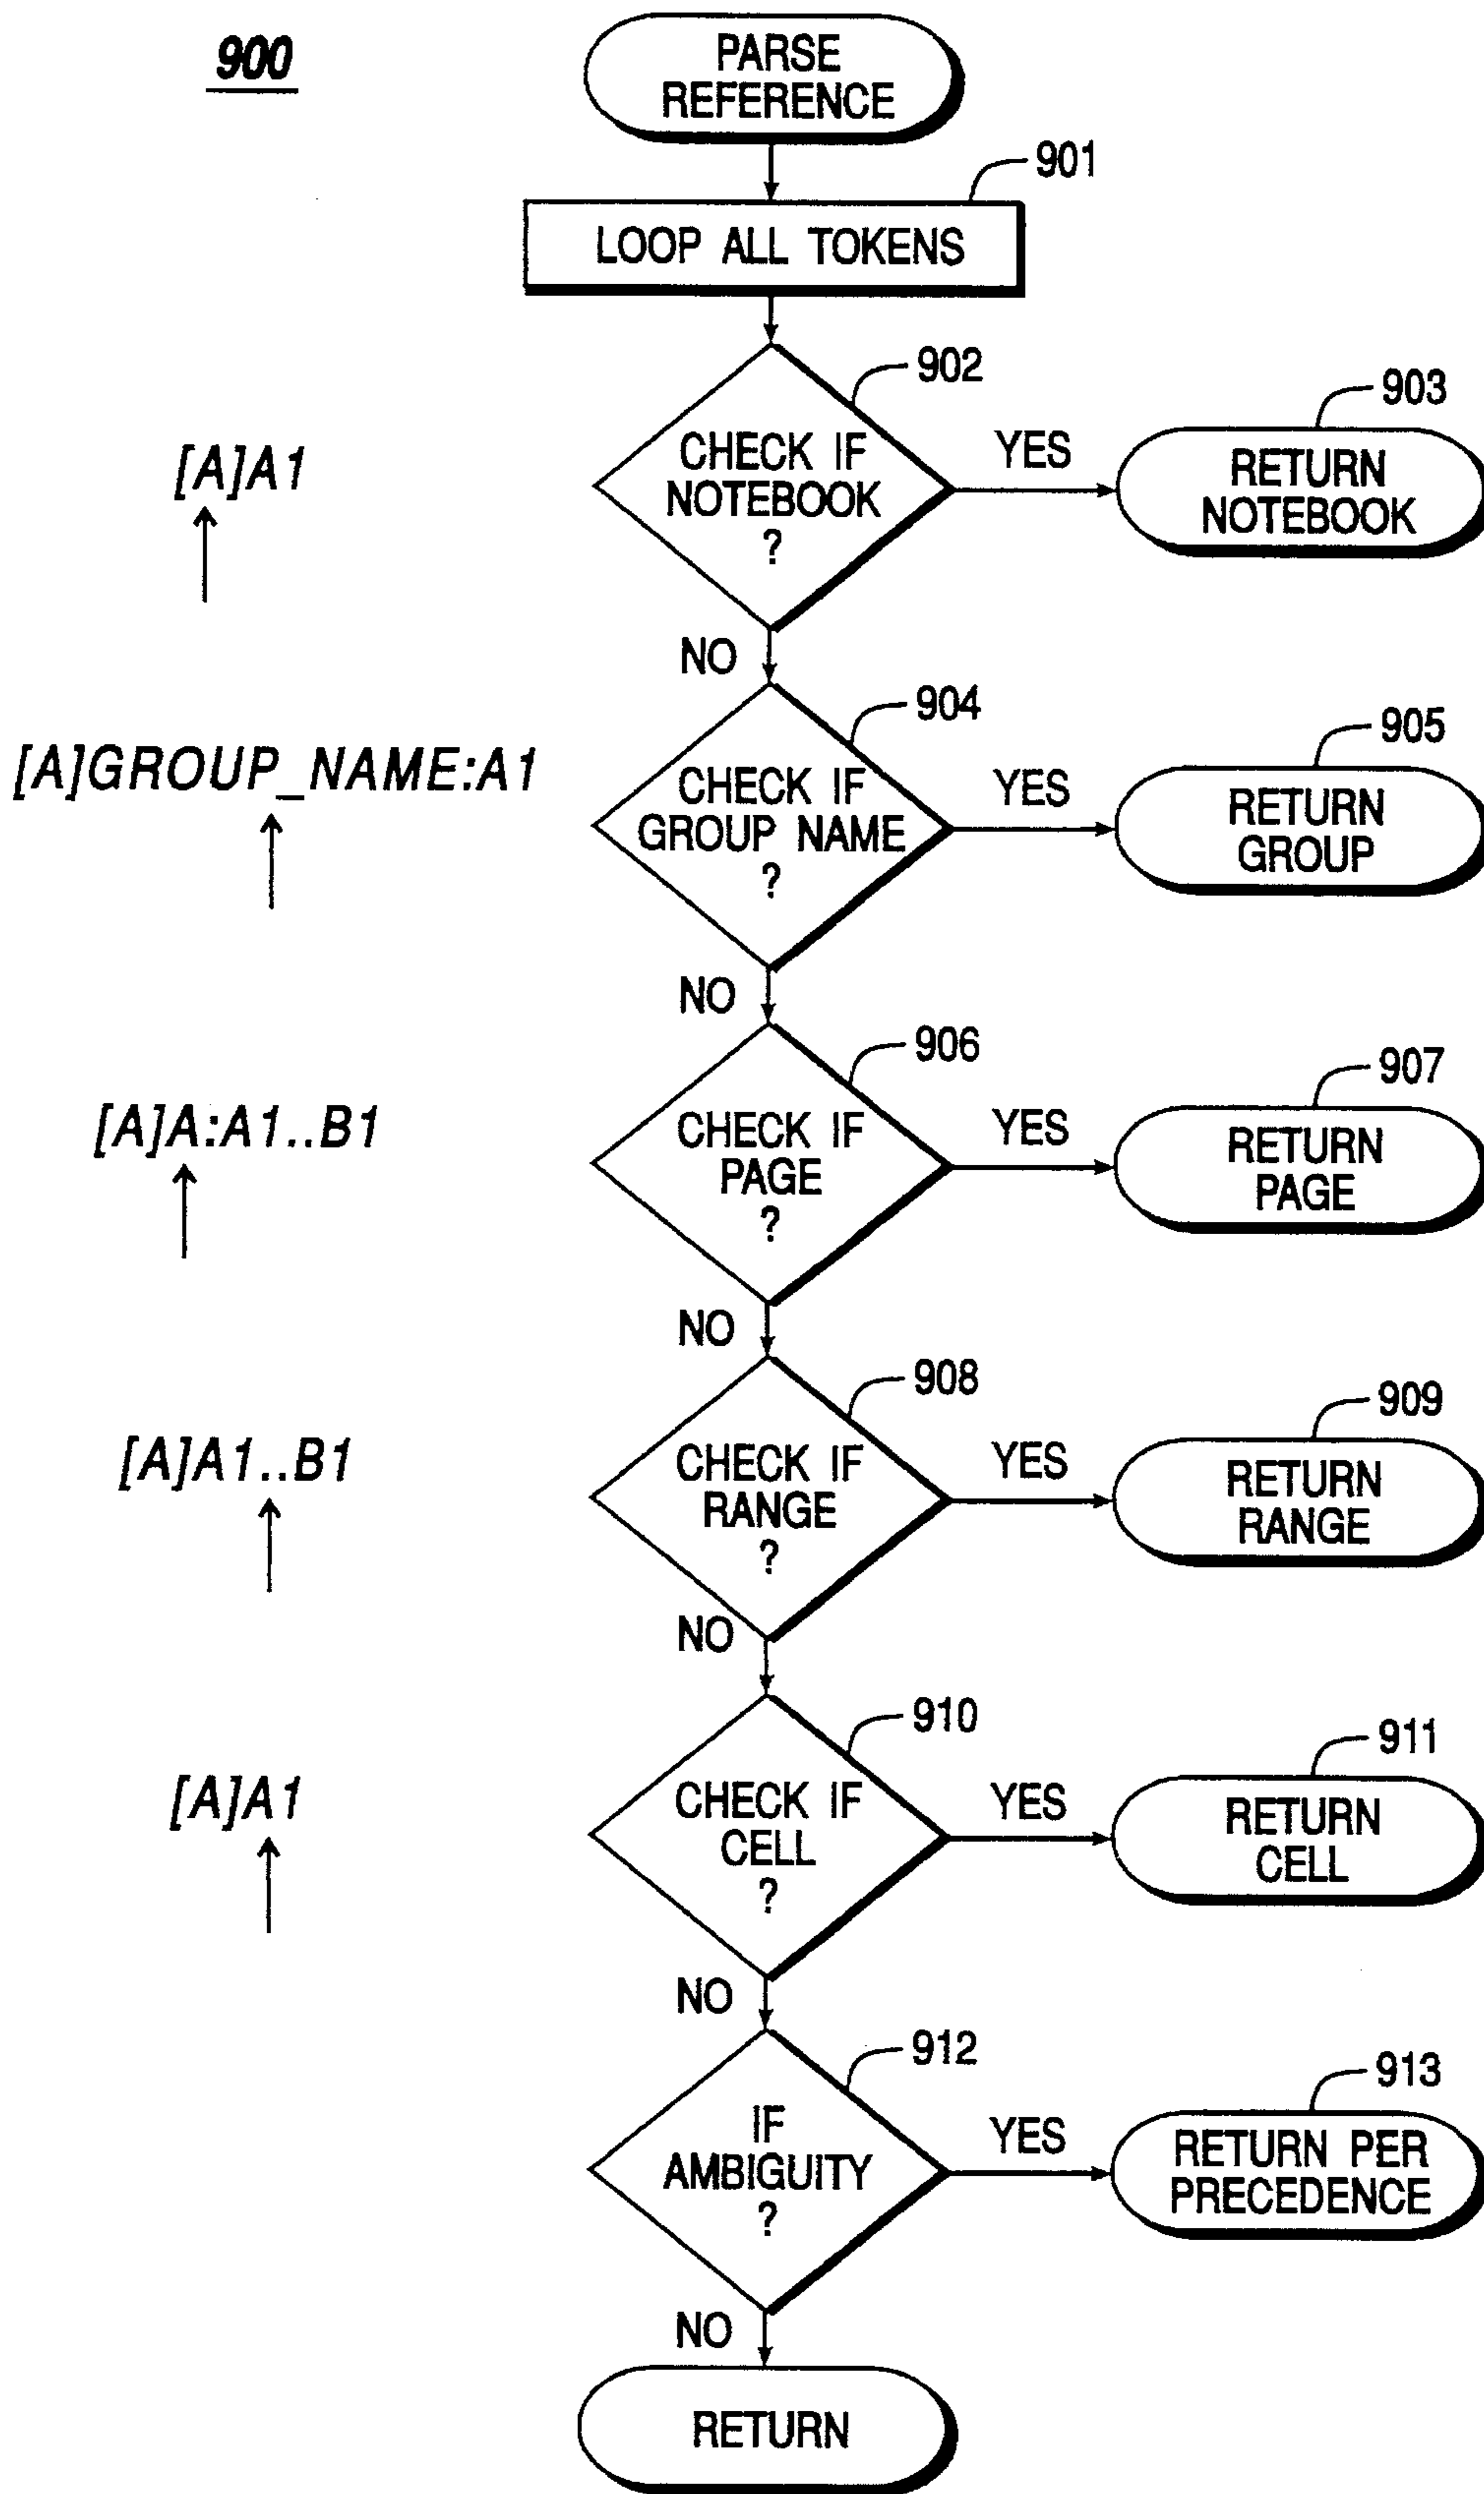 900
PARSE
REFERENCE
901
LOOP ALL TOKENS
902
903
[A]A1
CHECK IF
NOTEBOOK
?
YES
RETURN
NOTEBOOK
NO
904
905
[A]GROUP_NAME:A1
CHECK IF
GROUP NAME
?
YES
RETURN
GROUP
NO
906
907
[A]A:A1..B1
CHECK IF
PAGE
?
YES
RETURN
PAGE
NO
908
909
[A]A1..B1
CHECK IF
RANGE
?
YES
RETURN
RANGE
NO
910
911
[A]A1
CHECK IF
CELL
?
YES
RETURN
CELL
NO
912
913
IF
AMBIGUITY
?
YES
RETURN PER
PRECEDENCE
NO
RETURN